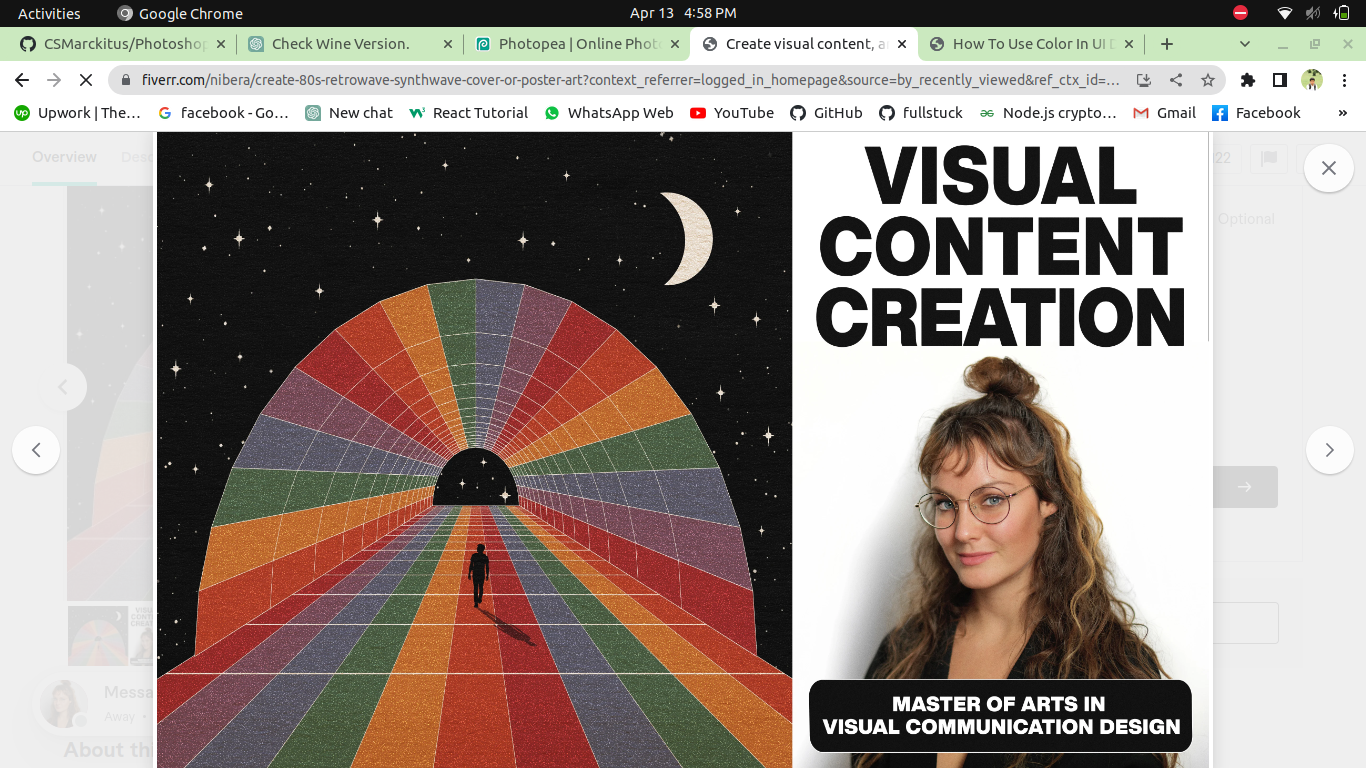 Activities
Google Chrome
Apr 13 4:58 PM
CSMarckitus/Photoshop
Check Wine Version.
Photopea | Online Phot
Create visual content, a
How To Use Color In UI D
fiverr.com/nibera/create-80s-retrowave-synthwave-cover-or-poster-art?context_referrer=logged_in_homepage&source=by_recently_viewed&ref_ctx_id=...
Upwork | The...
facebook - Go...
New chat
React Tutorial
WhatsApp Web
YouTube
GitHub
fullstuck
Node.js crypto...
Gmail
Facebook
»
Overview
Desc
22
Optional
VISUAL
CONTENT
CREATION
MASTER OF ARTS IN
VISUAL COMMUNICATION DESIGN
Messa
Away •
About thi